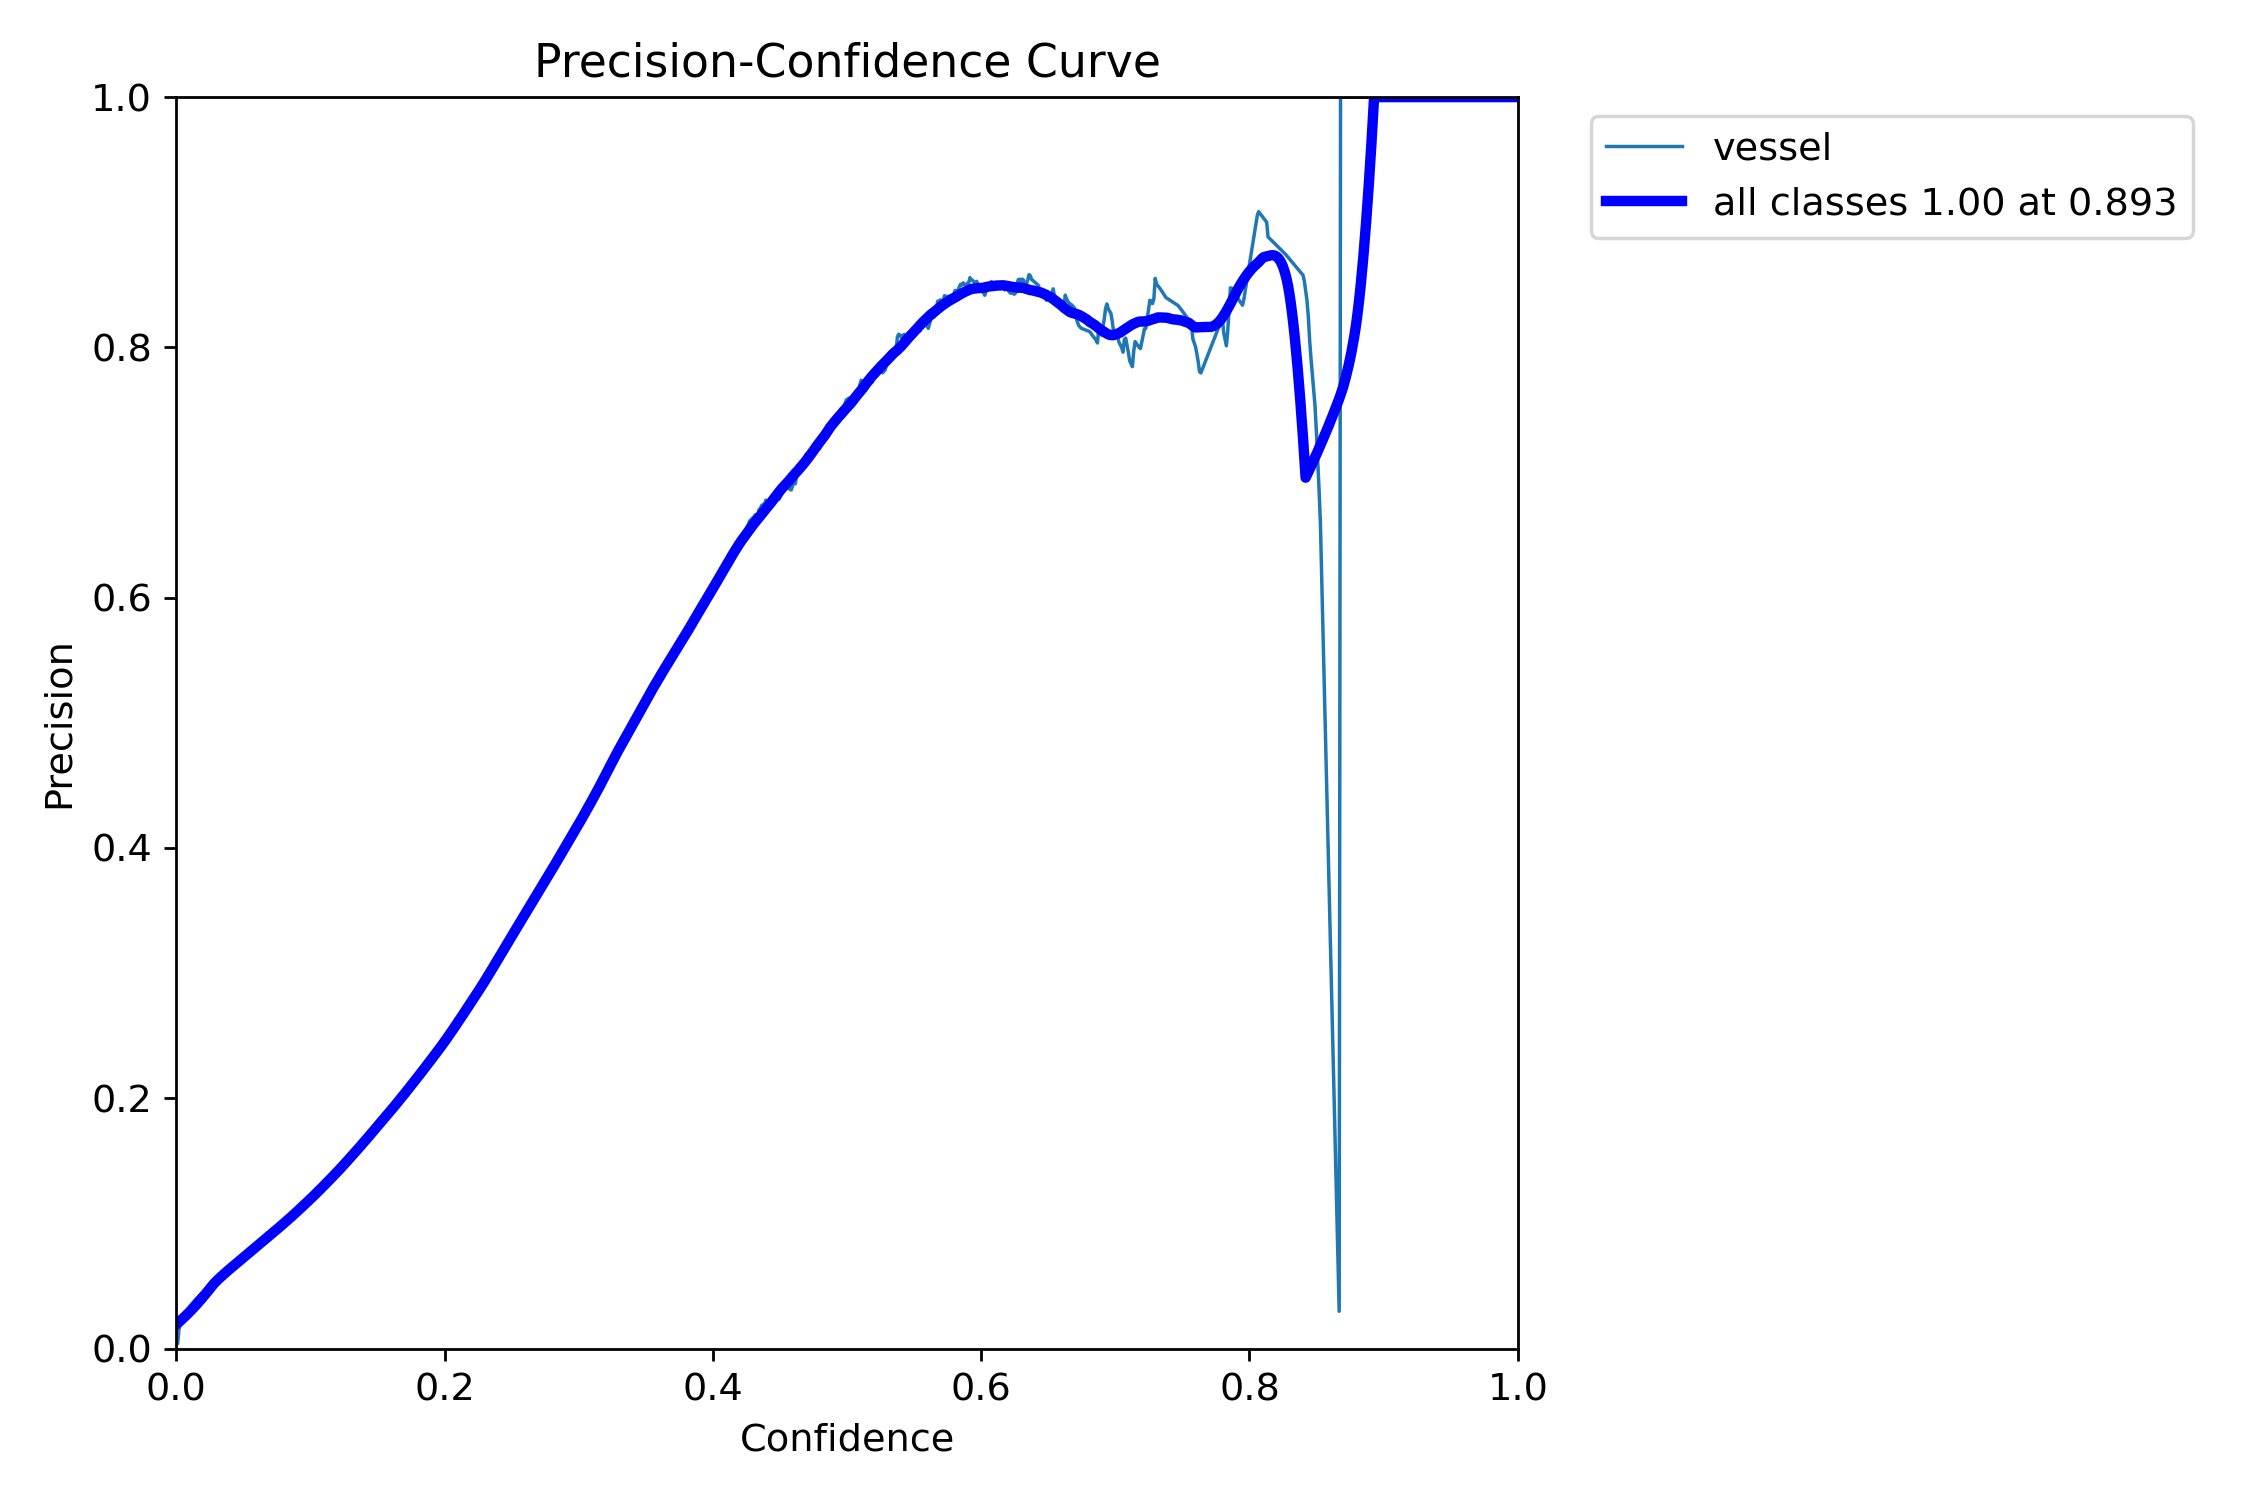 Precision-Confidence Curve
1.0
0.8
0.6
0.4
0.2
0.0
Precision
0.0 0.2 0.4 0.6 0.8 1.0
Confidence
vessel
all classes 1.00 at 0.893